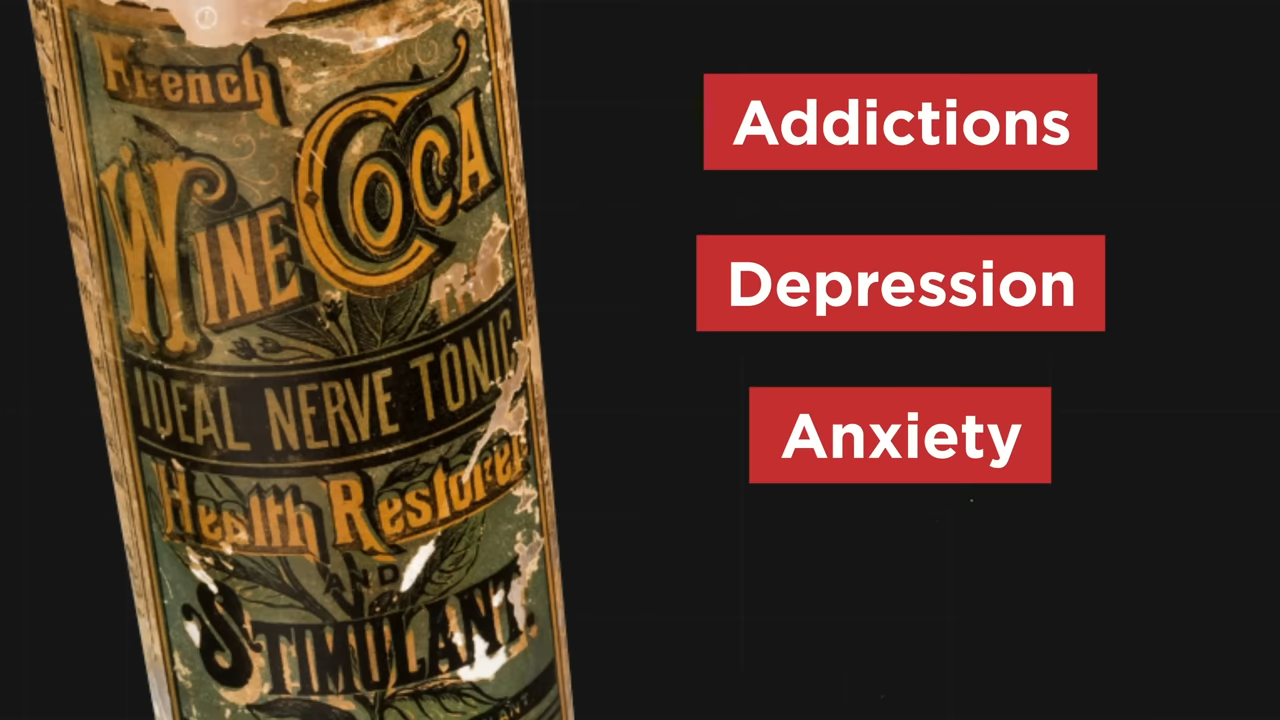 French
Wine Coca
IDEAL NERVE TONIC
Health Restorer
AND
STIMULANT.
Addictions
Depression
Anxiety